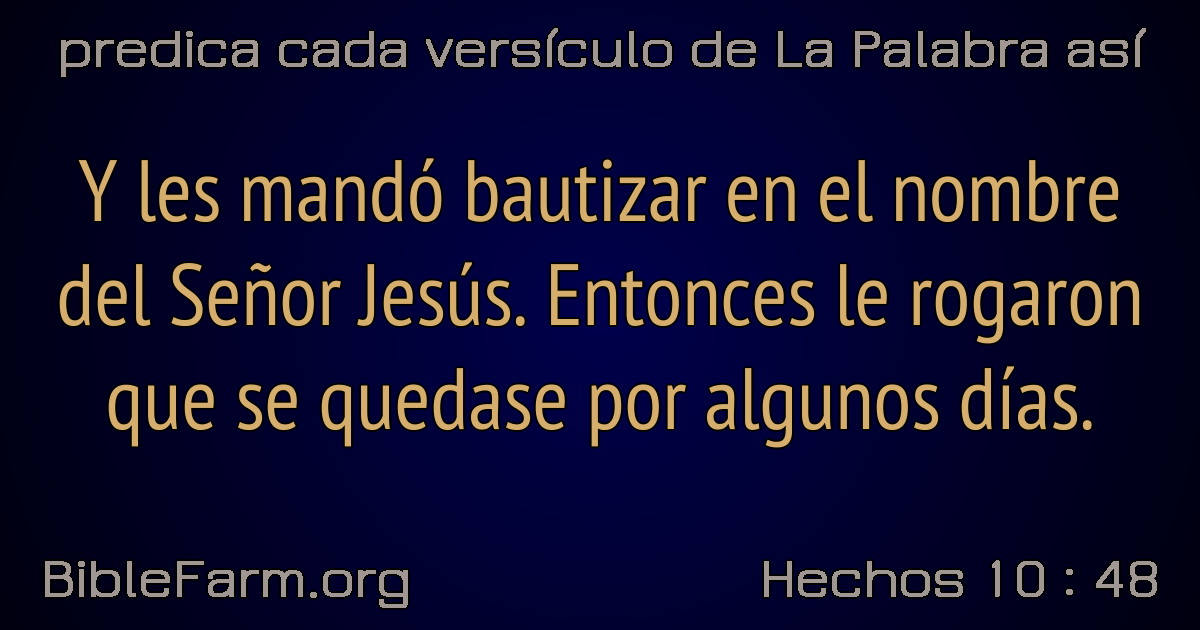 predica cada versículo de La Palabra así
Y les mandó bautizar en el nombre
del Señor Jesús. Entonces le rogaron
que se quedase por algunos días.
BibleFarm.org
Hechos 10 : 48